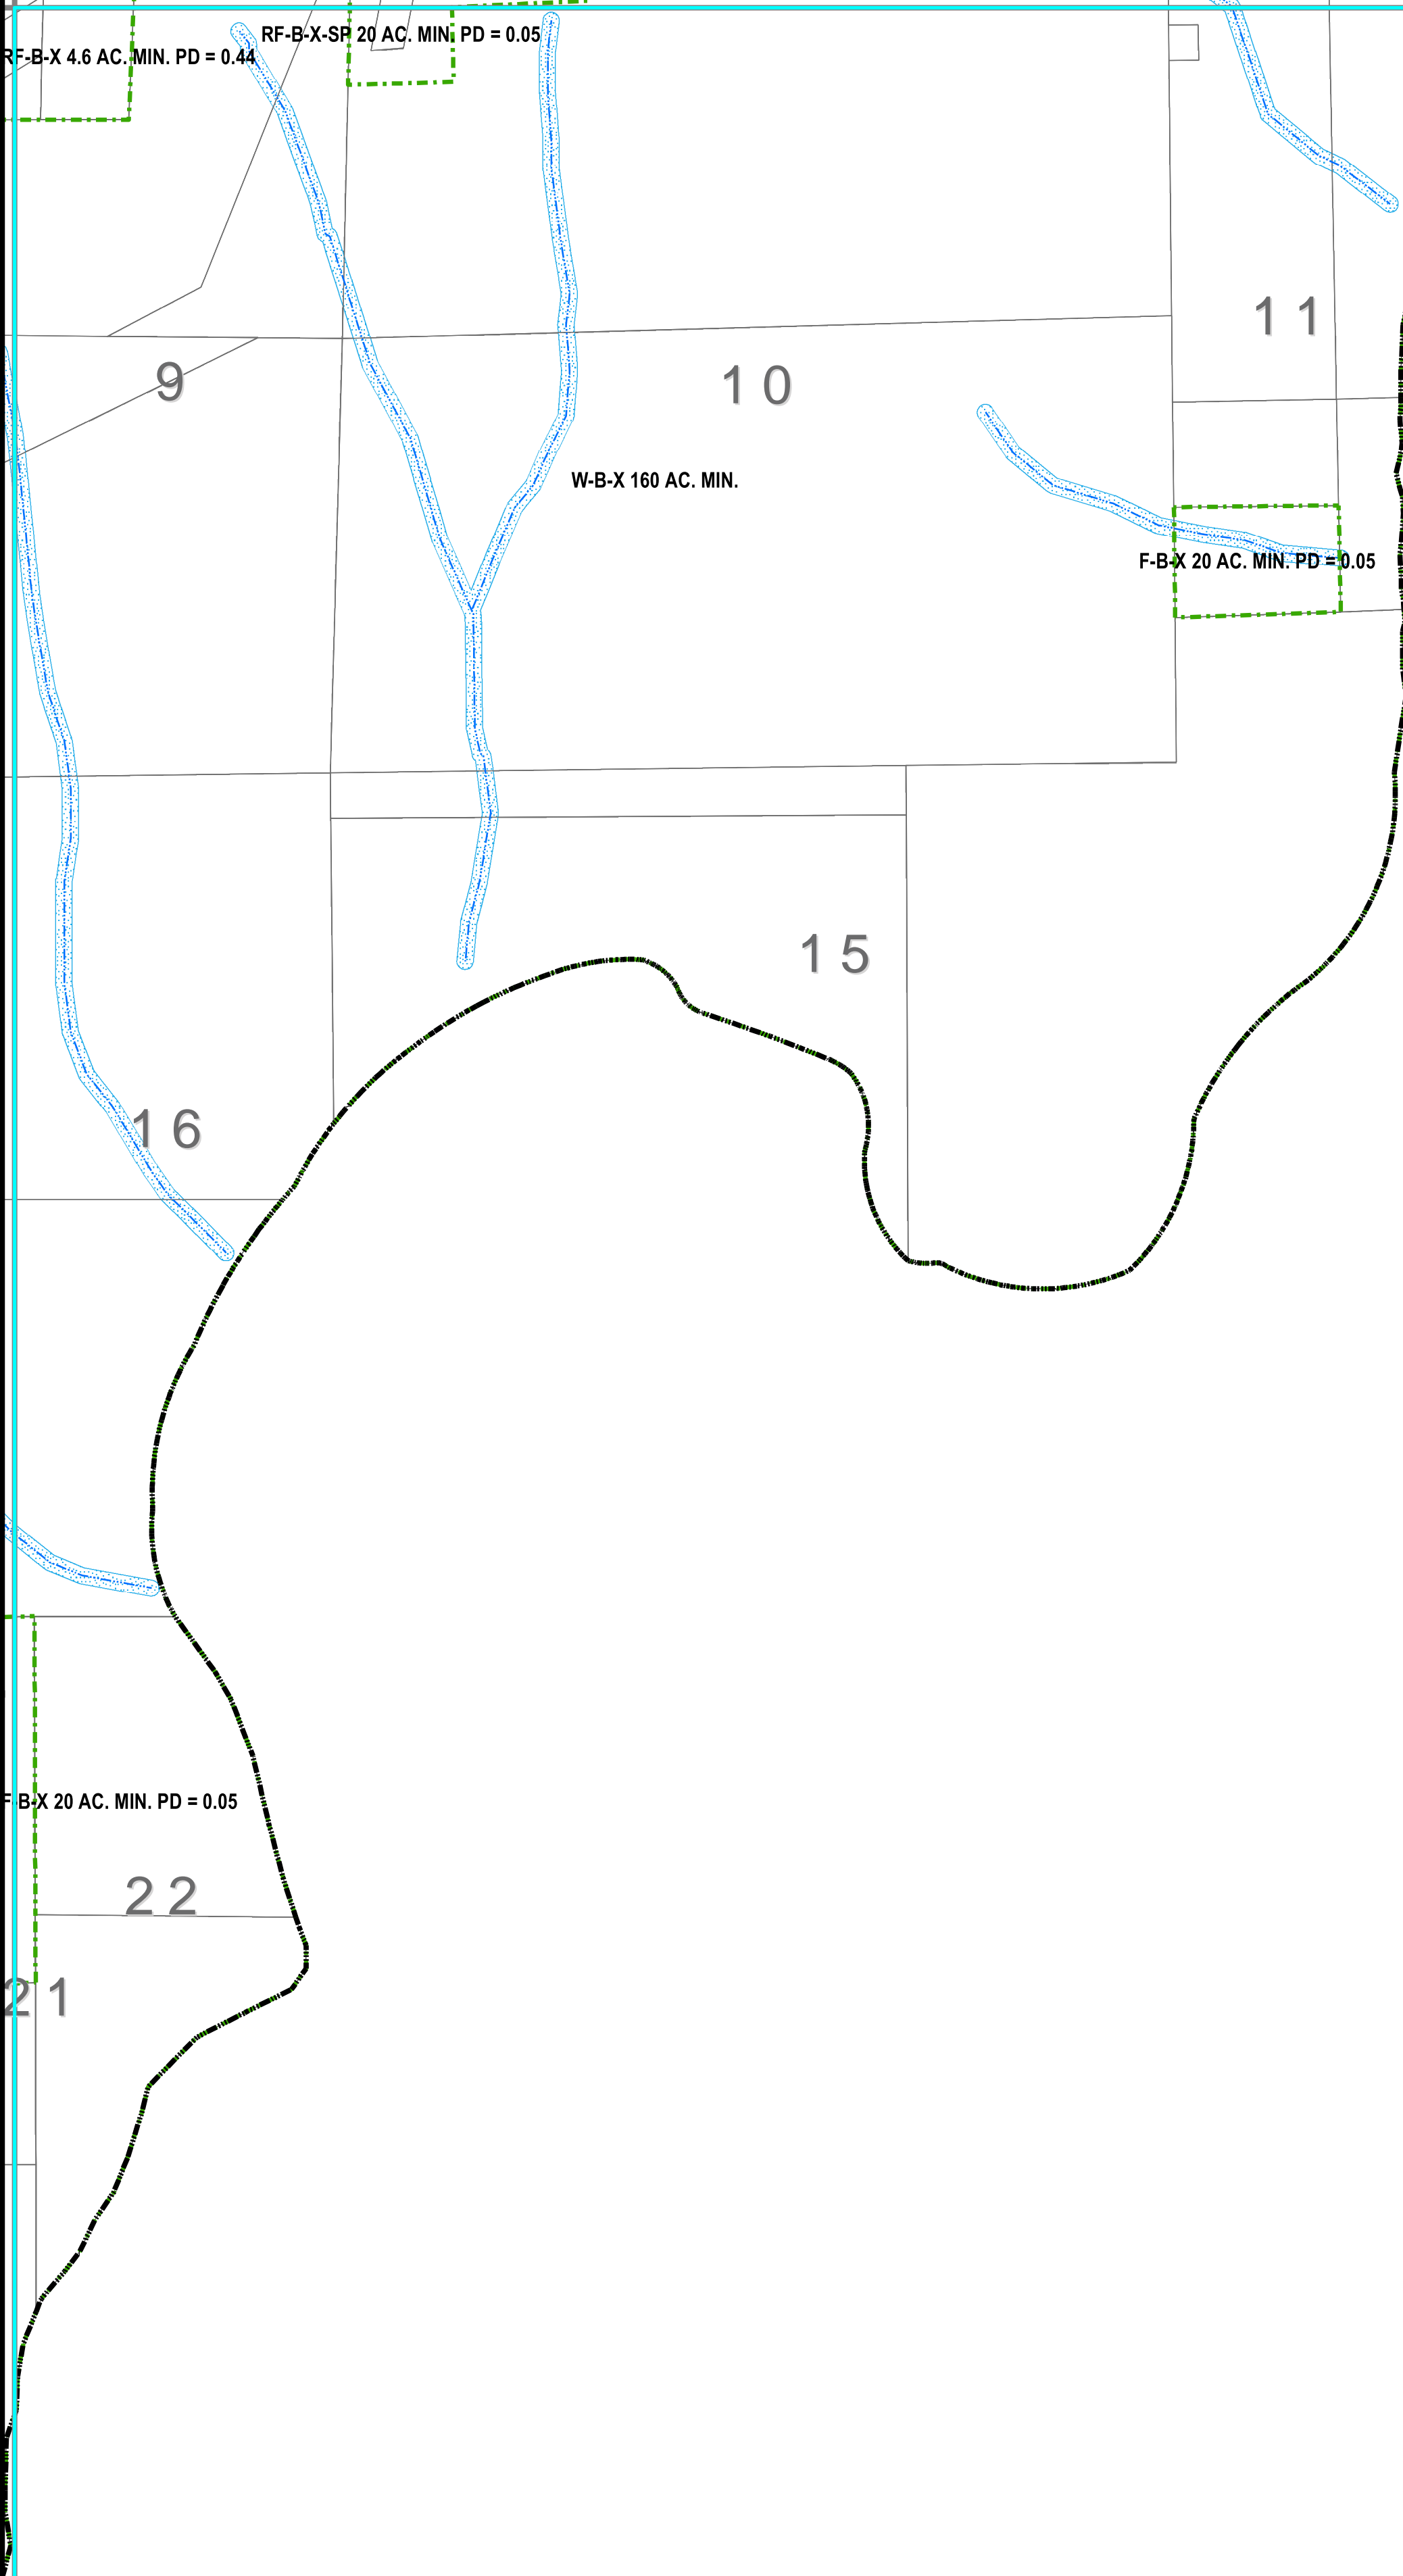 RF-B-X-SP 20 AC. MIN. PD = 0.05
RF-B-X 4.6 AC. MIN. PD = 0.44
11
9
10
W-B-X 160 AC. MIN.
F-B-X 20 AC. MIN. PD = 0.05
15
16
F-B-X 20 AC. MIN. PD = 0.05
22
21